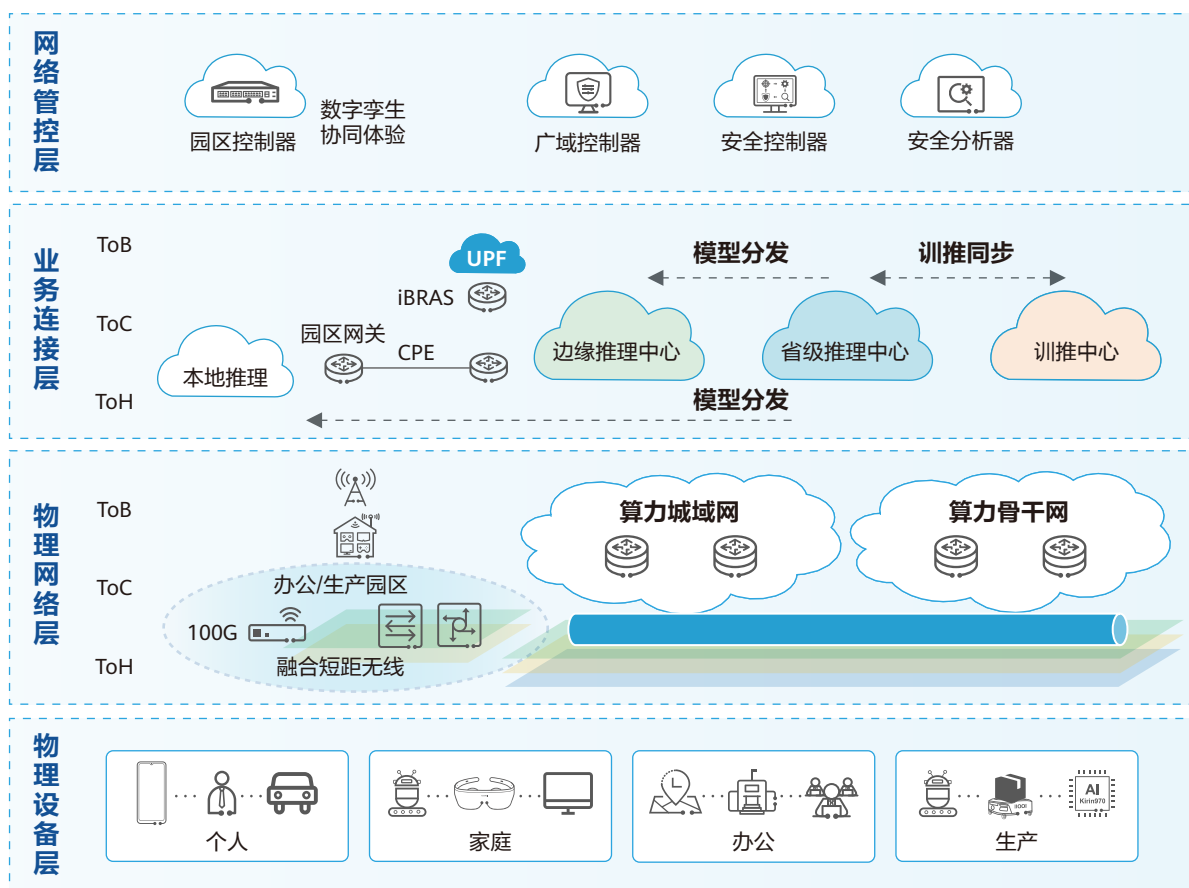 网络管控层
园区控制器
数字孪生
协同体验
广域控制器
安全控制器
安全分析器
业务连接层
ToB
ToC
ToH
UPF
iBRAS
园区网关
CPE
本地推理
模型分发
训推同步
边缘推理中心
省级推理中心
训推中心
模型分发
物理网络层
ToB
ToC
ToH
办公/生产园区
100G
融合短距无线
算力城域网
算力骨干网
物理设备层
个人
家庭
办公
AI
Kirin970
生产